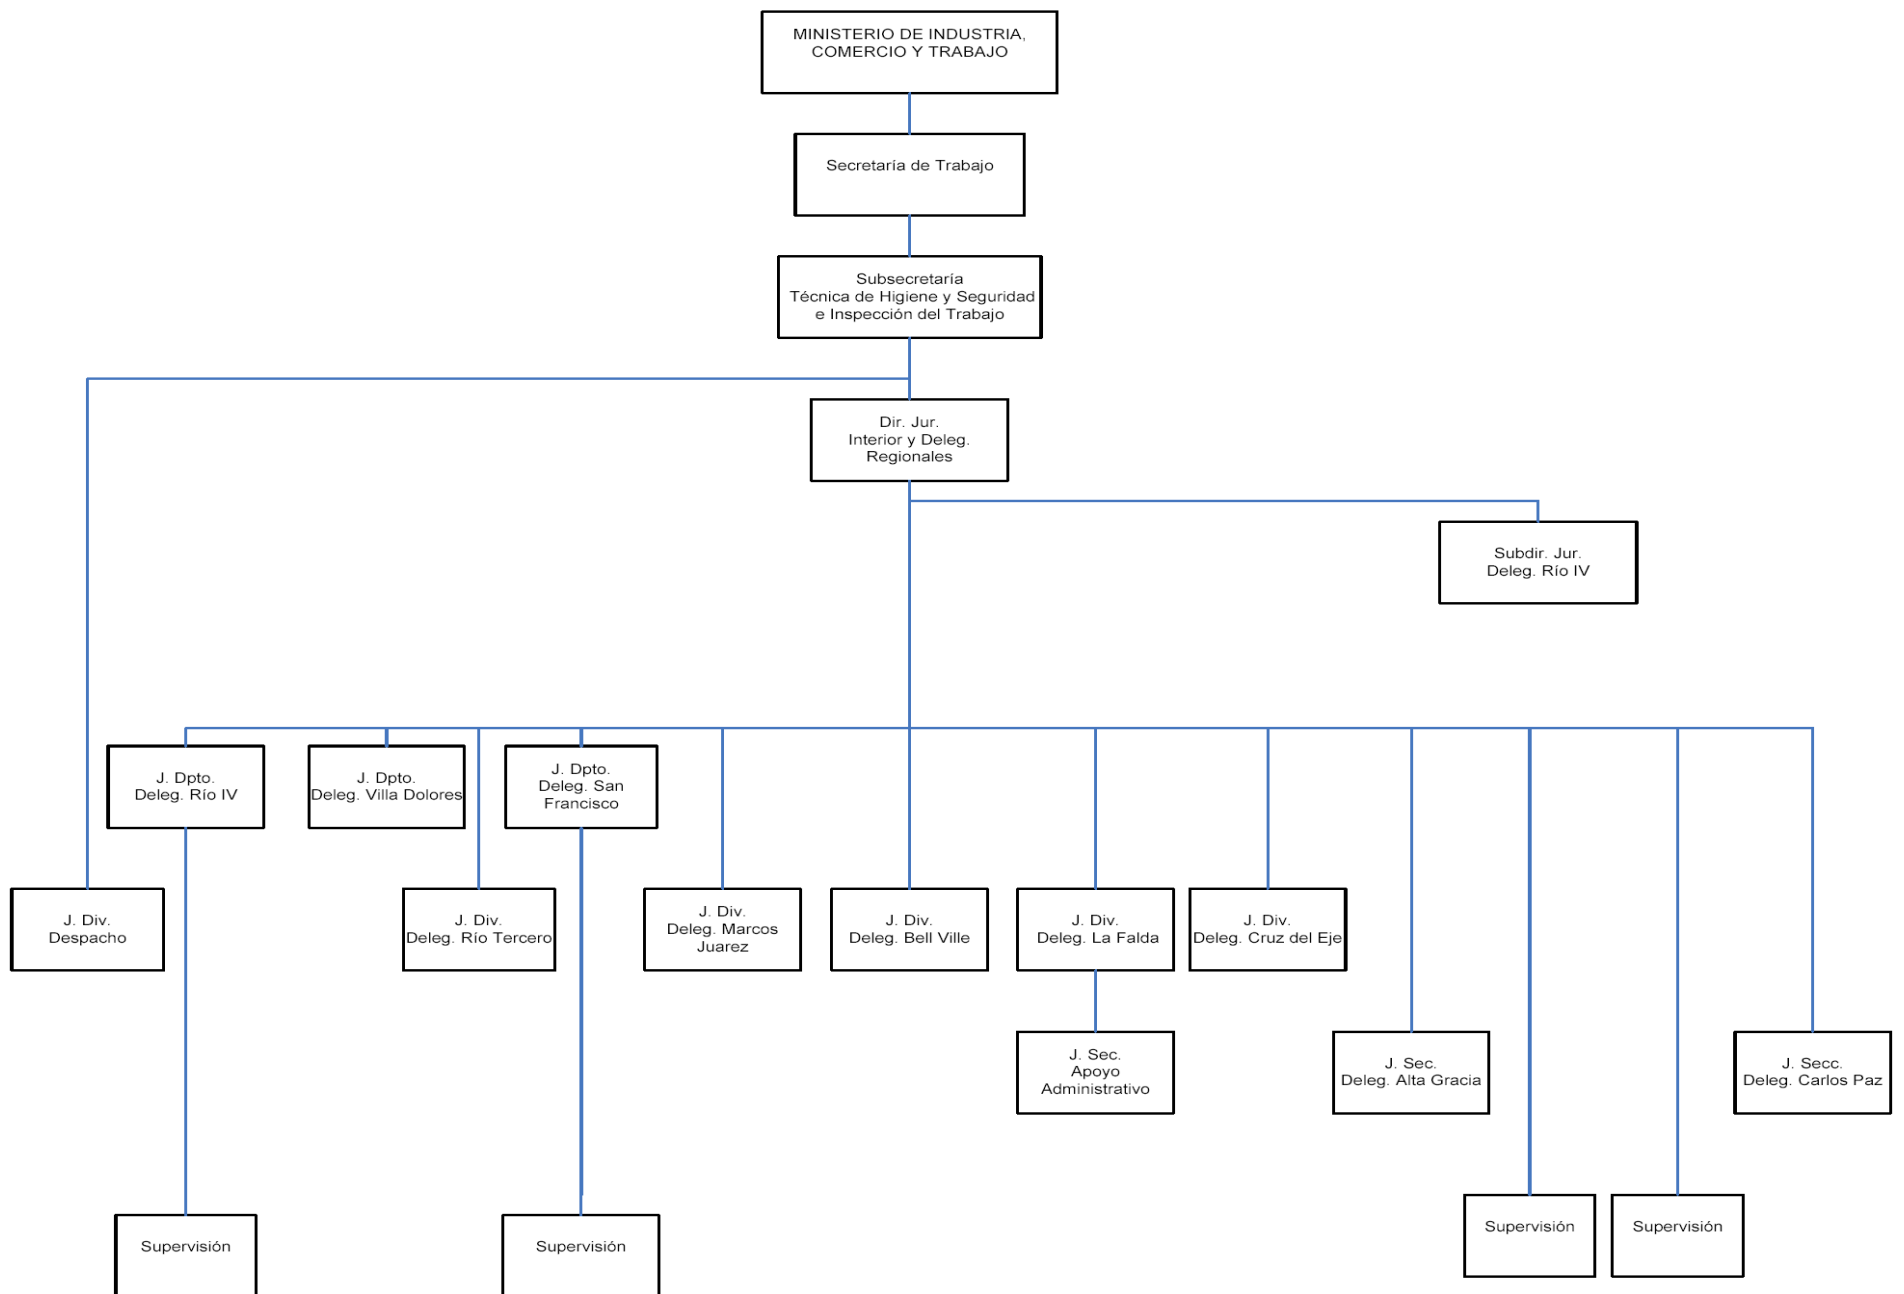 MINISTERIO DE INDUSTRIA,
COMERCIO Y TRABAJO
Secretaría de Trabajo
Subsecretaría
Técnica de Higiene y Seguridad
e Inspección del Trabajo
Dir. Jur.
Interior y Deleg.
Regionales
Subdir. Jur.
Deleg. Río IV
J. Dpto.
Deleg. Río IV
J. Dpto.
Deleg. Villa Dolores
J. Dpto.
Deleg. San
Francisco
J. Div.
Despacho
J. Div.
Deleg. Río Tercero
J. Div.
Deleg. Marcos
Juarez
J. Div.
Deleg. Bell Ville
J. Div.
Deleg. La Falda
J. Div.
Deleg. Cruz del Eje
J. Sec.
Apoyo
Administrativo
J. Sec.
Deleg. Alta Gracia
J. Secc.
Deleg. Carlos Paz
Supervisión
Supervisión
Supervisión
Supervisión